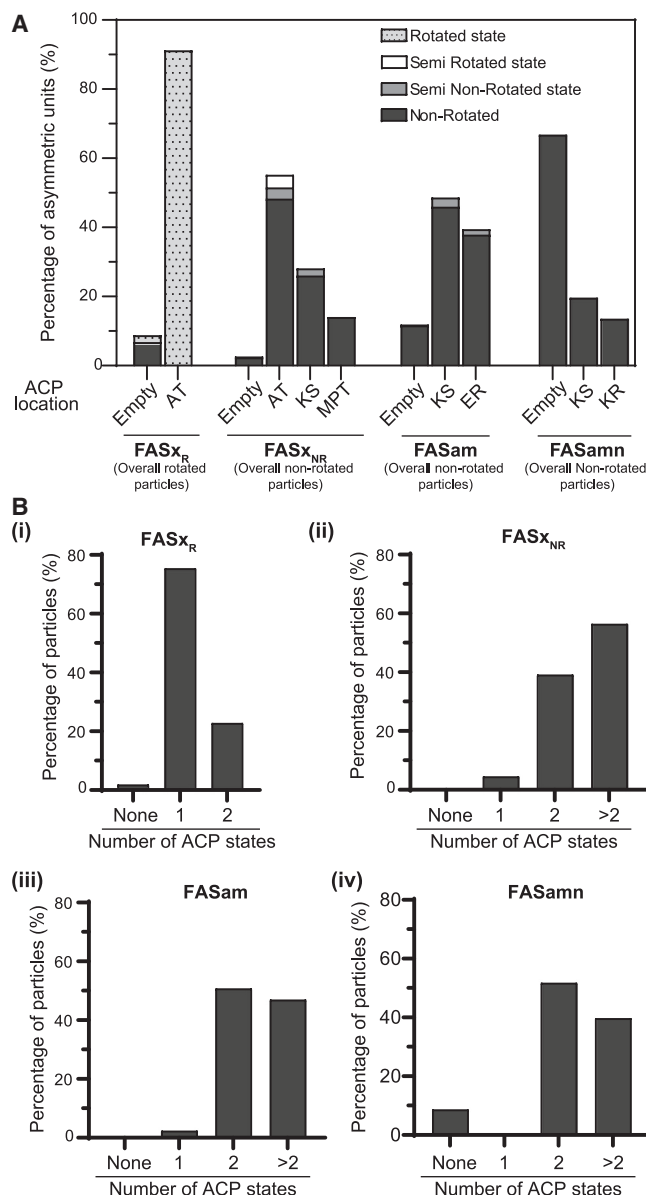 A
Percentage of asymmetric units (%)
100
80
60
40
20
0
Rotated state
Semi Rotated state
Semi Non-Rotated state
Non-Rotated
ACP
location
Empty AT Empty AT KS MPT Empty KS ER Empty KS KR
FASxR FASxNR FASam FASamn
(Overall rotated particles) (Overall non-rotated particles) (Overall non-rotated particles) (Overall Non-rotated particles)
B
(i) FASxR
Percentage of particles (%)
80
60
40
20
0
None 1 2
Number of ACP states
(ii) FASxNR
Percentage of particles (%)
80
60
40
20
0
None 1 2 >2
Number of ACP states
(iii) FASam
Percentage of particles (%)
80
60
40
20
0
None 1 2 >2
Number of ACP states
(iv) FASamn
Percentage of particles (%)
80
60
40
20
0
None 1 2 >2
Number of ACP states